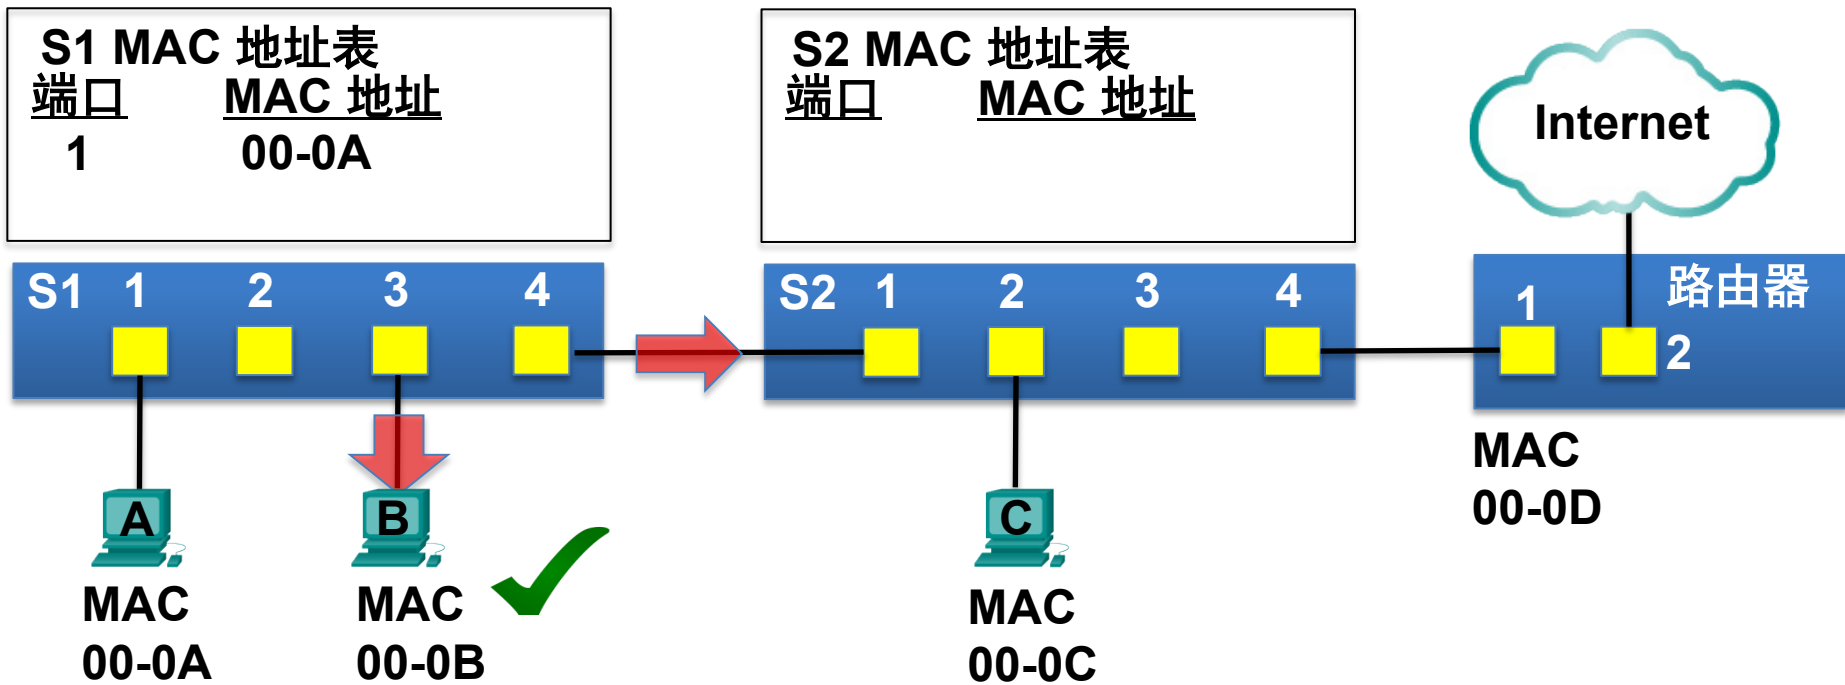 S1 MAC 地址表
端口 MAC 地址
1 00-0A
S2 MAC 地址表
端口 MAC 地址
Internet
S1 1 2 3 4
S2 1 2 3 4
路由器
1
2
A
B
C
MAC
00-0A
MAC
00-0B
MAC
00-0C
MAC
00-0D